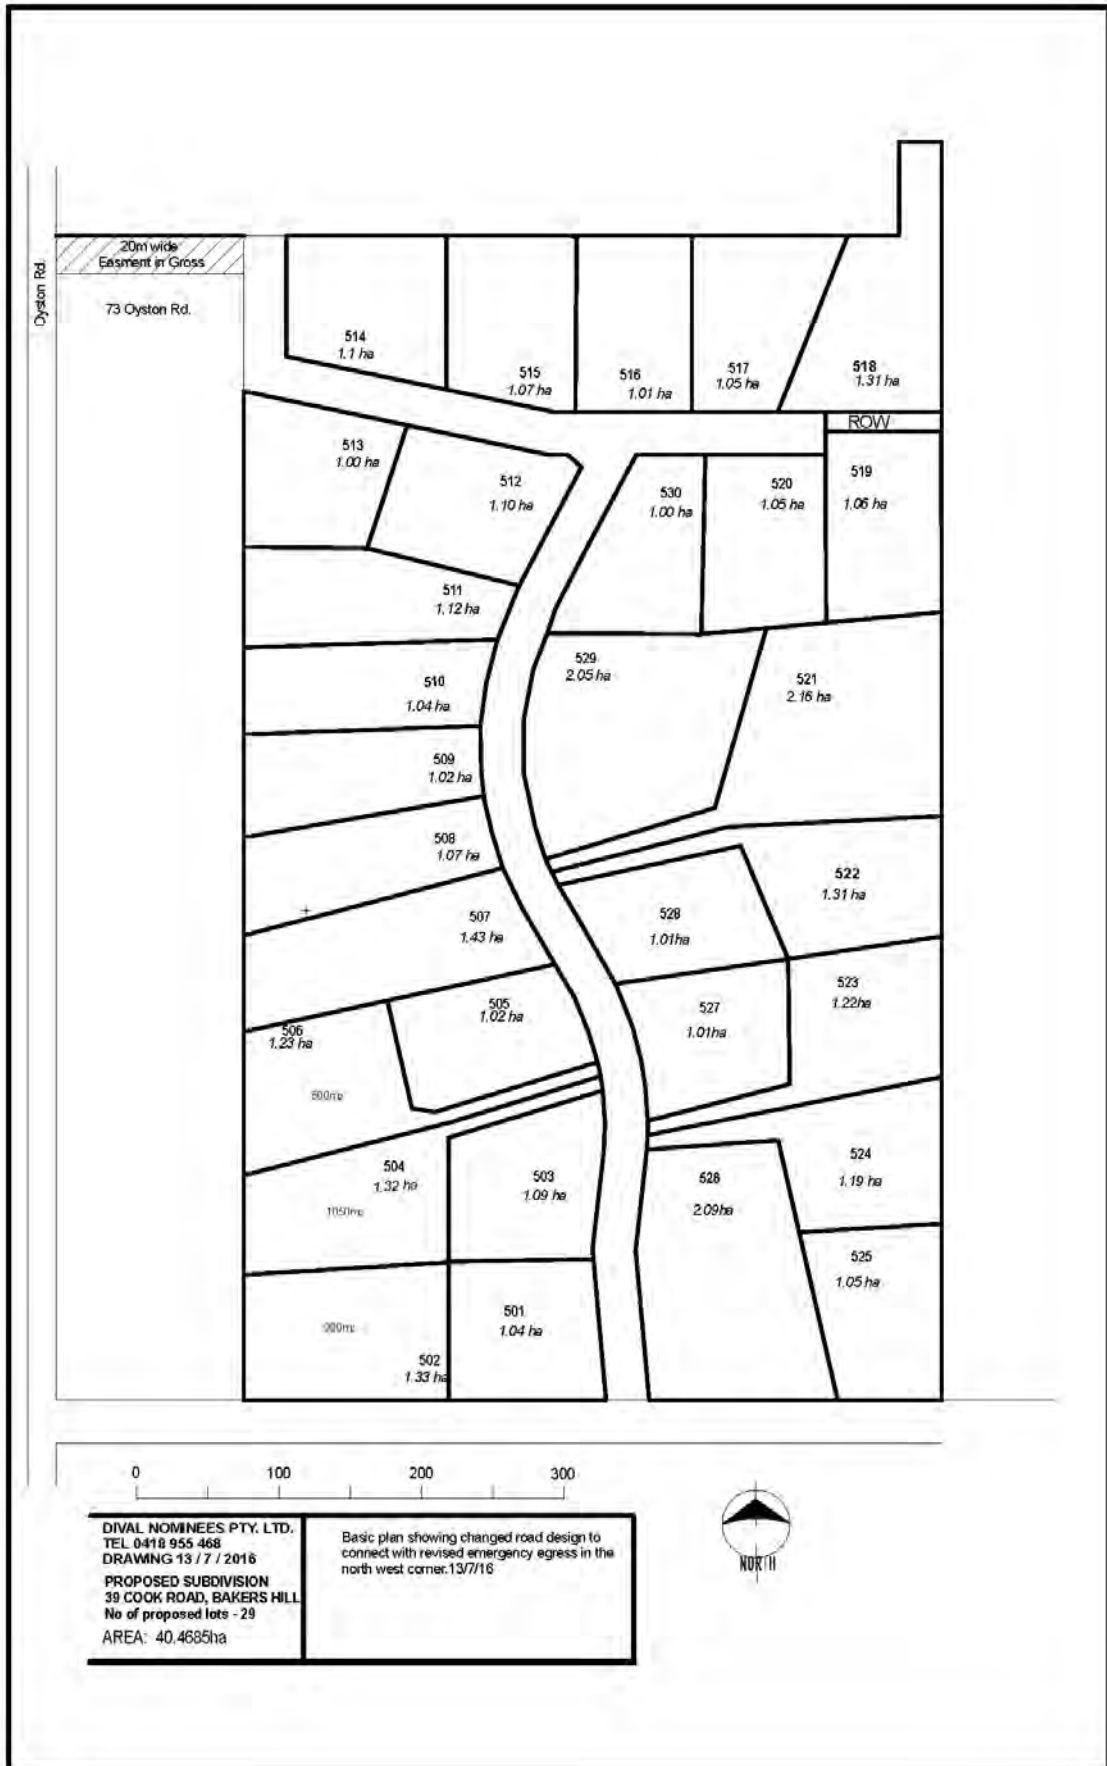 20m wide
Easment in Gross
Oyston Rd.
73 Oyston Rd.
514
1.1 ha
515
1.07 ha
516
1.01 ha
517
1.05 ha
518
1.31 ha
ROW
513
1.00 ha
512
1.10 ha
530
1.00 ha
520
1.05 ha
519
1.06 ha
511
1.12 ha
510
1.04 ha
529
2.05 ha
521
2.16 ha
509
1.02 ha
508
1.07 ha
507
1.43 ha
528
1.01ha
522
1.31 ha
505
1.02 ha
506
1.23 ha
527
1.01ha
523
1.22ha
504
1.32 ha
1050m2
503
1.09 ha
526
2.09ha
524
1.19 ha
525
1.05 ha
501
1.04 ha
502
1.33 ha
0 100 200 300
DIVAL NOMINEES PTY. LTD.
TEL 0418 955 468
DRAWING 13 / 7 / 2016
PROPOSED SUBDIVISION
39 COOK ROAD, BAKERS HILL
No of proposed lots - 29
AREA: 40.4685ha
Basic plan showing changed road design to
connect with revised emergency egress in the
north west corner.13/7/16
NORTH